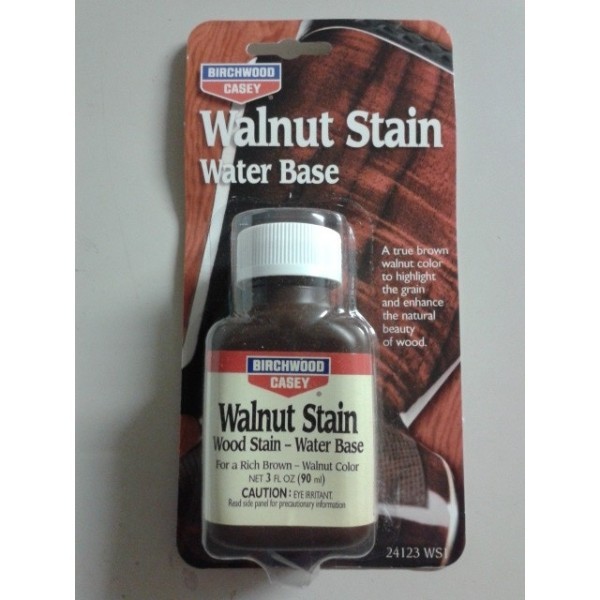 BIRCHWOOD
CASEY
Walnut Stain
Water Base
A true brown
walnut color
to highlight
the grain
and enhance
the natural
beauty
of wood.
BIRCHWOOD
CASEY
Walnut Stain
Wood Stain – Water Base
For a Rich Brown – Walnut Color
NET 3 FL OZ (90 ml)
CAUTION: EYE IRRITANT.
Read side panel for precautionary information
24123 WS1